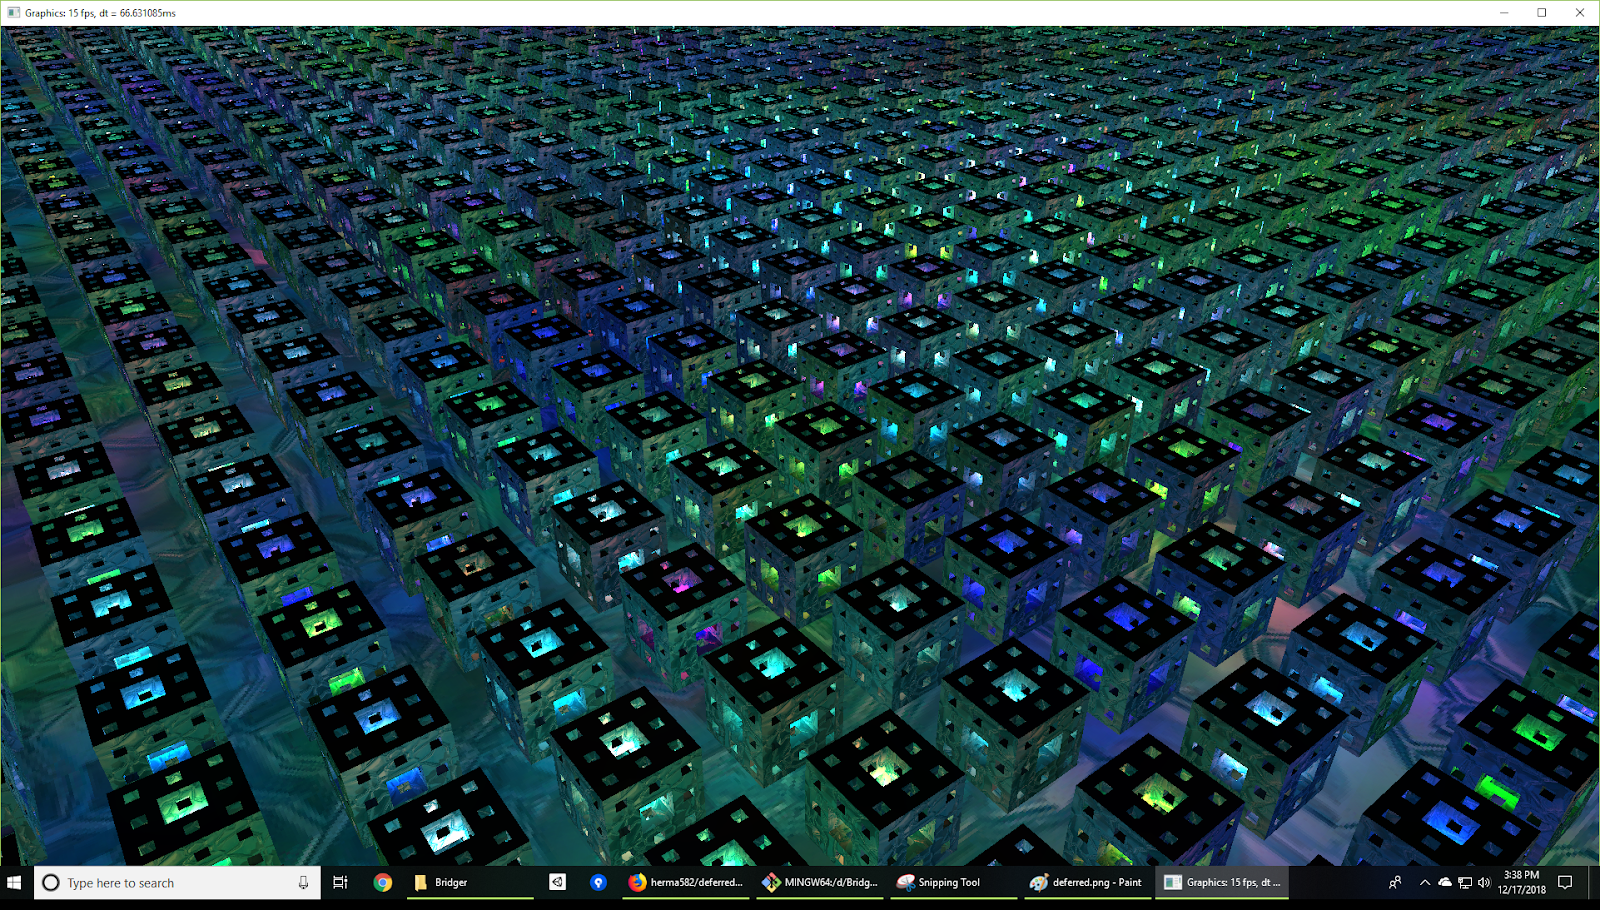 Graphics: 15 fps, dt = 66.631085ms
Type here to search
Bridger
herma582/deferred...
MINGW64:/d/Bridg...
Snipping Tool
deferred.png - Paint
Graphics: 15 fps, dt ...
3:38 PM
12/17/2018